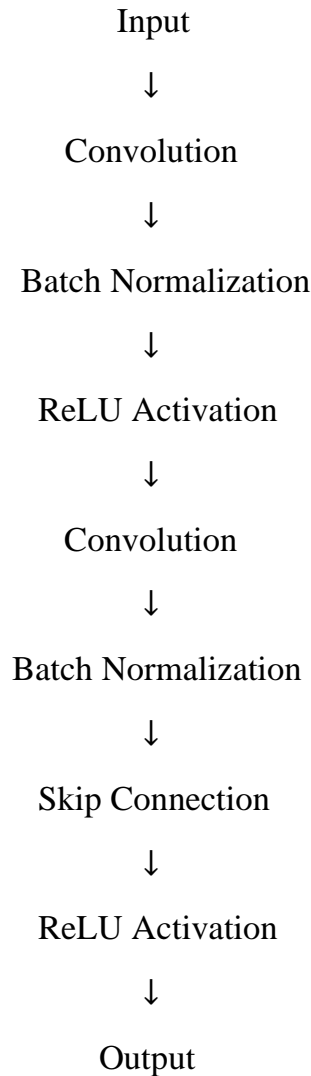 Input
↓
Convolution
↓
Batch Normalization
↓
ReLU Activation
↓
Convolution
↓
Batch Normalization
↓
Skip Connection
↓
ReLU Activation
↓
Output